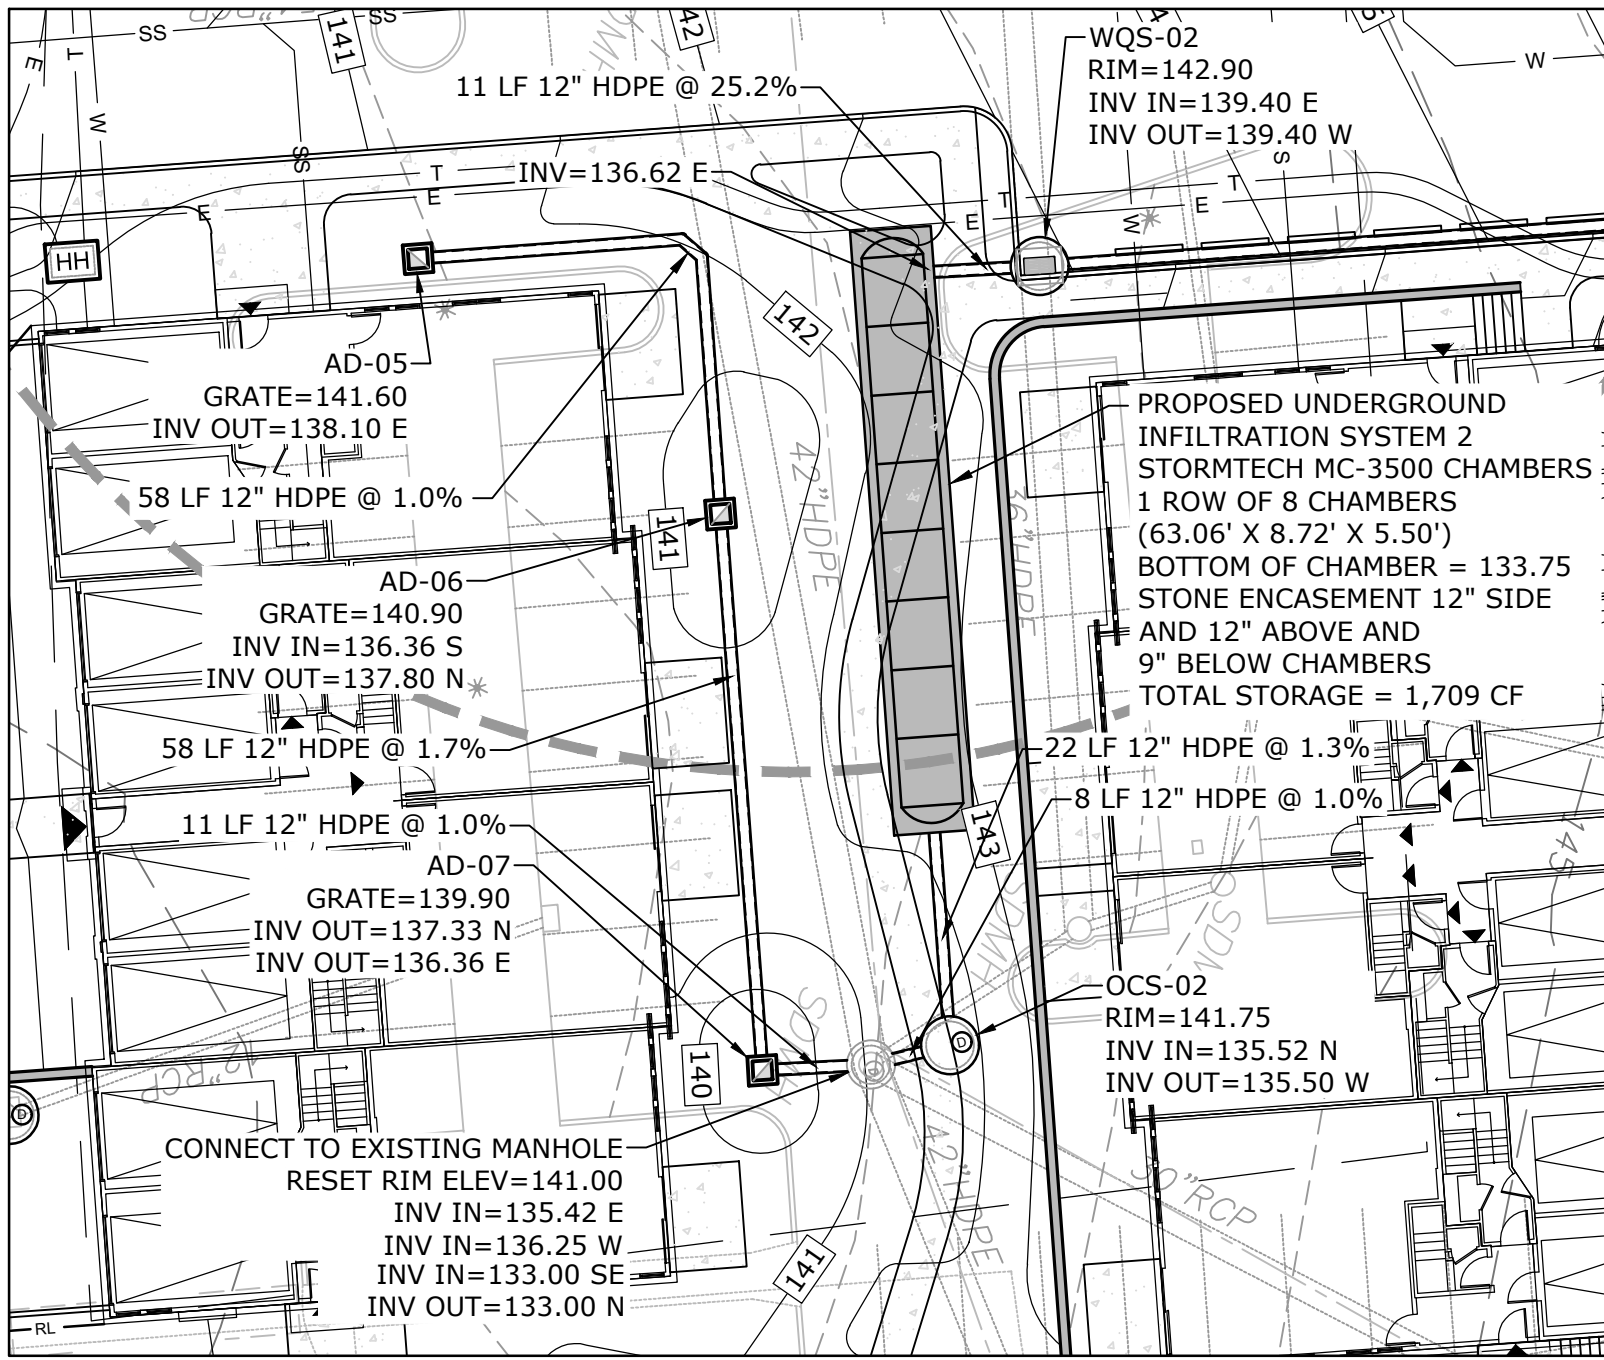 SS
SS
141
42
T
E
W
SS
W
WQS-02
RIM=142.90
INV IN=139.40 E
INV OUT=139.40 W
11 LF 12" HDPE @ 25.2%
INV=136.62 E
T
E
E
T
E
T
E
W
S
HH
142
AD-05
GRATE=141.60
INV OUT=138.10 E
58 LF 12" HDPE @ 1.0%
42"HDPE
36"HDPE
PROPOSED UNDERGROUND
INFILTRATION SYSTEM 2
STORMTECH MC-3500 CHAMBERS
1 ROW OF 8 CHAMBERS
(63.06' X 8.72' X 5.50')
BOTTOM OF CHAMBER = 133.75
STONE ENCASEMENT 12" SIDE
AND 12" ABOVE AND
9" BELOW CHAMBERS
TOTAL STORAGE = 1,709 CF
141
AD-06
GRATE=140.90
INV IN=136.36 S
INV OUT=137.80 N
58 LF 12" HDPE @ 1.7%
22 LF 12" HDPE @ 1.3%
8 LF 12" HDPE @ 1.0%
11 LF 12" HDPE @ 1.0%
143
145
AD-07
GRATE=139.90
INV OUT=137.33 N
INV OUT=136.36 E
SDMH
OCS-02
RIM=141.75
INV IN=135.52 N
INV OUT=135.50 W
D
D
140
12"RCP
CONNECT TO EXISTING MANHOLE
RESET RIM ELEV=141.00
INV IN=135.42 E
INV IN=136.25 W
INV IN=133.00 SE
INV OUT=133.00 N
42"HDPE
30"RCP
141
RL